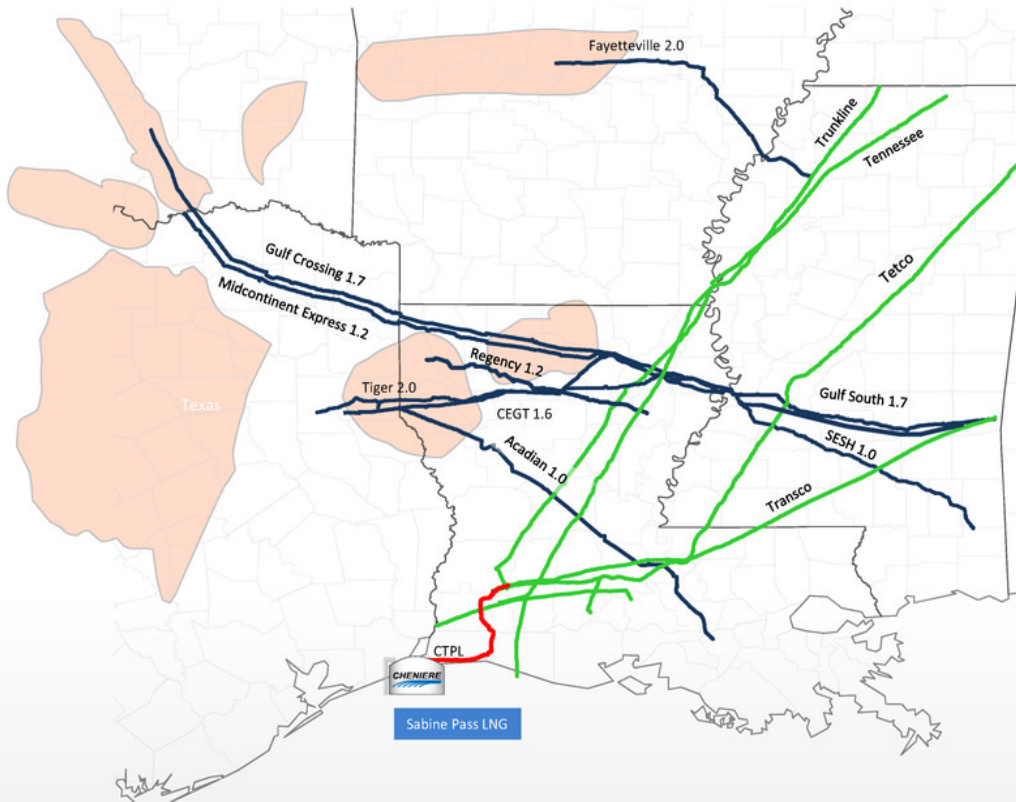 Fayetteville 2.0
Trunkline
Tennessee
Tetco
Gulf Crossing 1.7
Midcontinent Express 1.2
Regency 1.2
Tiger 2.0
Texas
CEGT 1.6
Gulf South 1.7
SESH 1.0
Acadian 1.0
Transco
CTPL
CHENIERE
Sabine Pass LNG